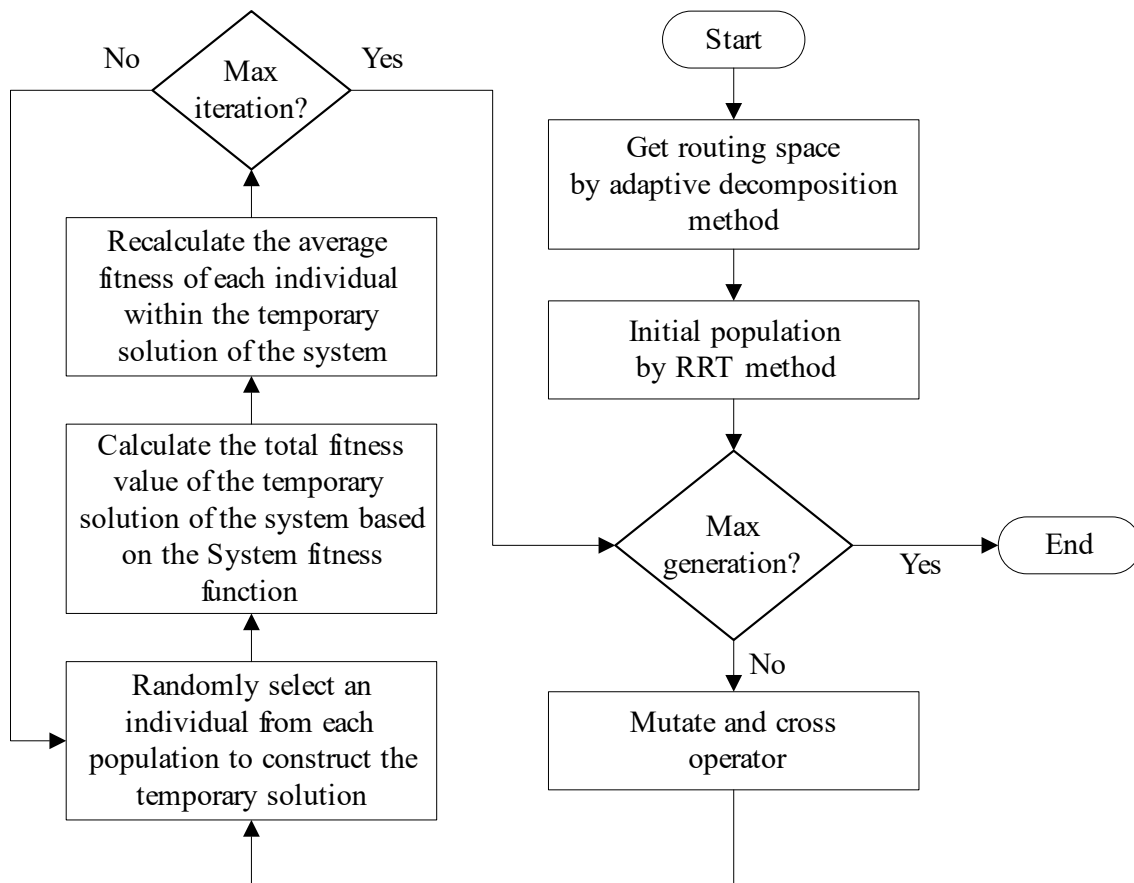 Start
Get routing space
by adaptive decomposition
method
Initial population
by RRT method
Max
generation?
Yes
End
No
Mutate and cross
operator
Randomly select an
individual from each
population to construct the
temporary solution
Calculate the total fitness
value of the temporary
solution of the system based
on the System fitness
function
Recalculate the average
fitness of each individual
within the temporary
solution of the system
Max
iteration?
No
Yes